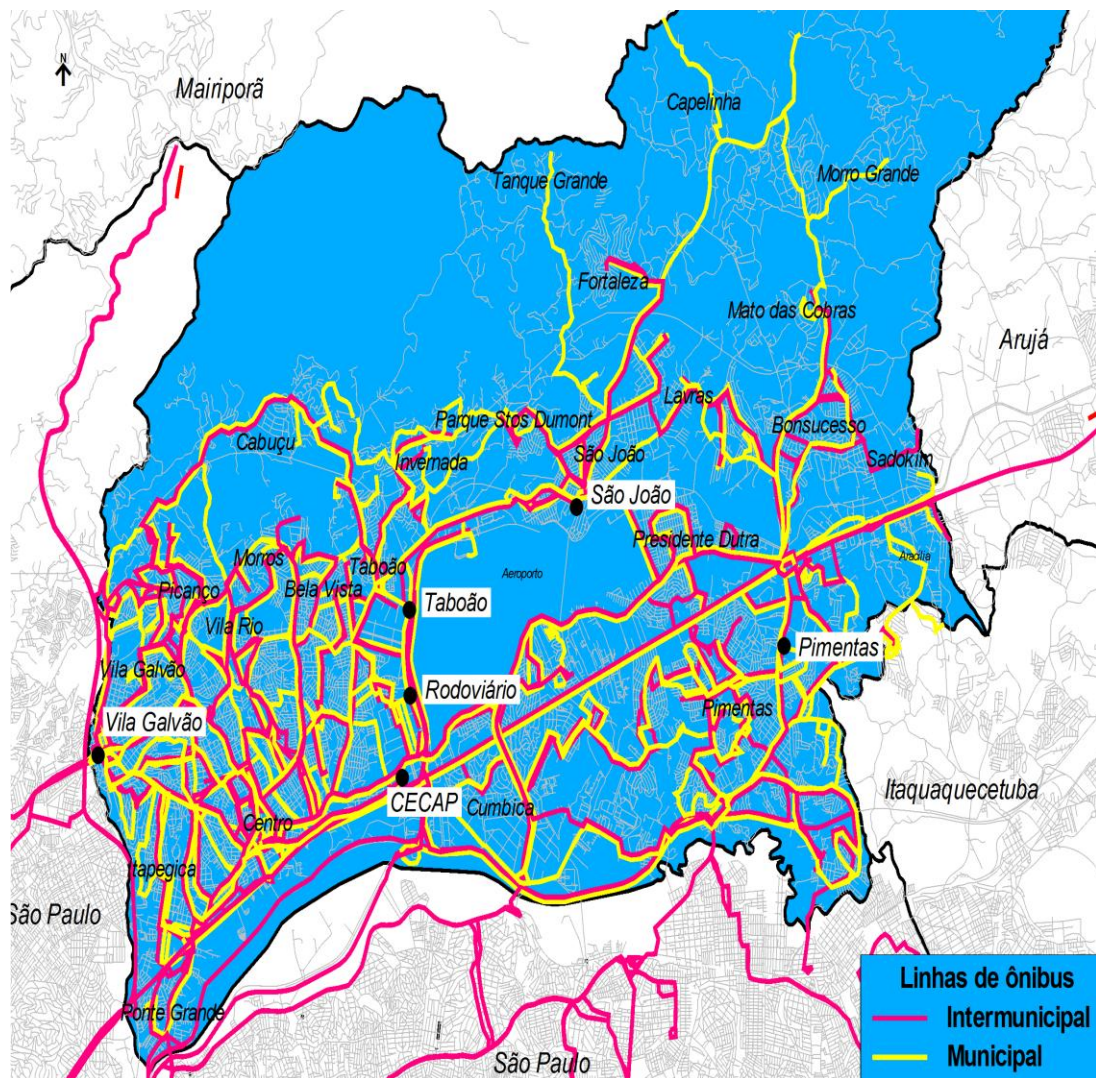 N
Mairiporã
Capelinha
Tanque Grande
Morro Grande
Fortaleza
Mato das Cobras
Arujá
Lavras
Parque Stos Dumont
Cabuçu
Bonsucesso
Invernada
São João
Sadokim
São João
Presidente Dutra
Morros
Taboão
Aeroporto
Aracília
Picanço
Bela Vista
Taboão
Vila Rio
Pimentas
Vila Galvão
Rodoviário
Pimentas
Vila Galvão
CECAP
Itaquaquecetuba
Cumbica
Centro
Itapegica
São Paulo
Linhas de ônibus
Intermunicipal
Ponte Grande
Municipal
São Paulo